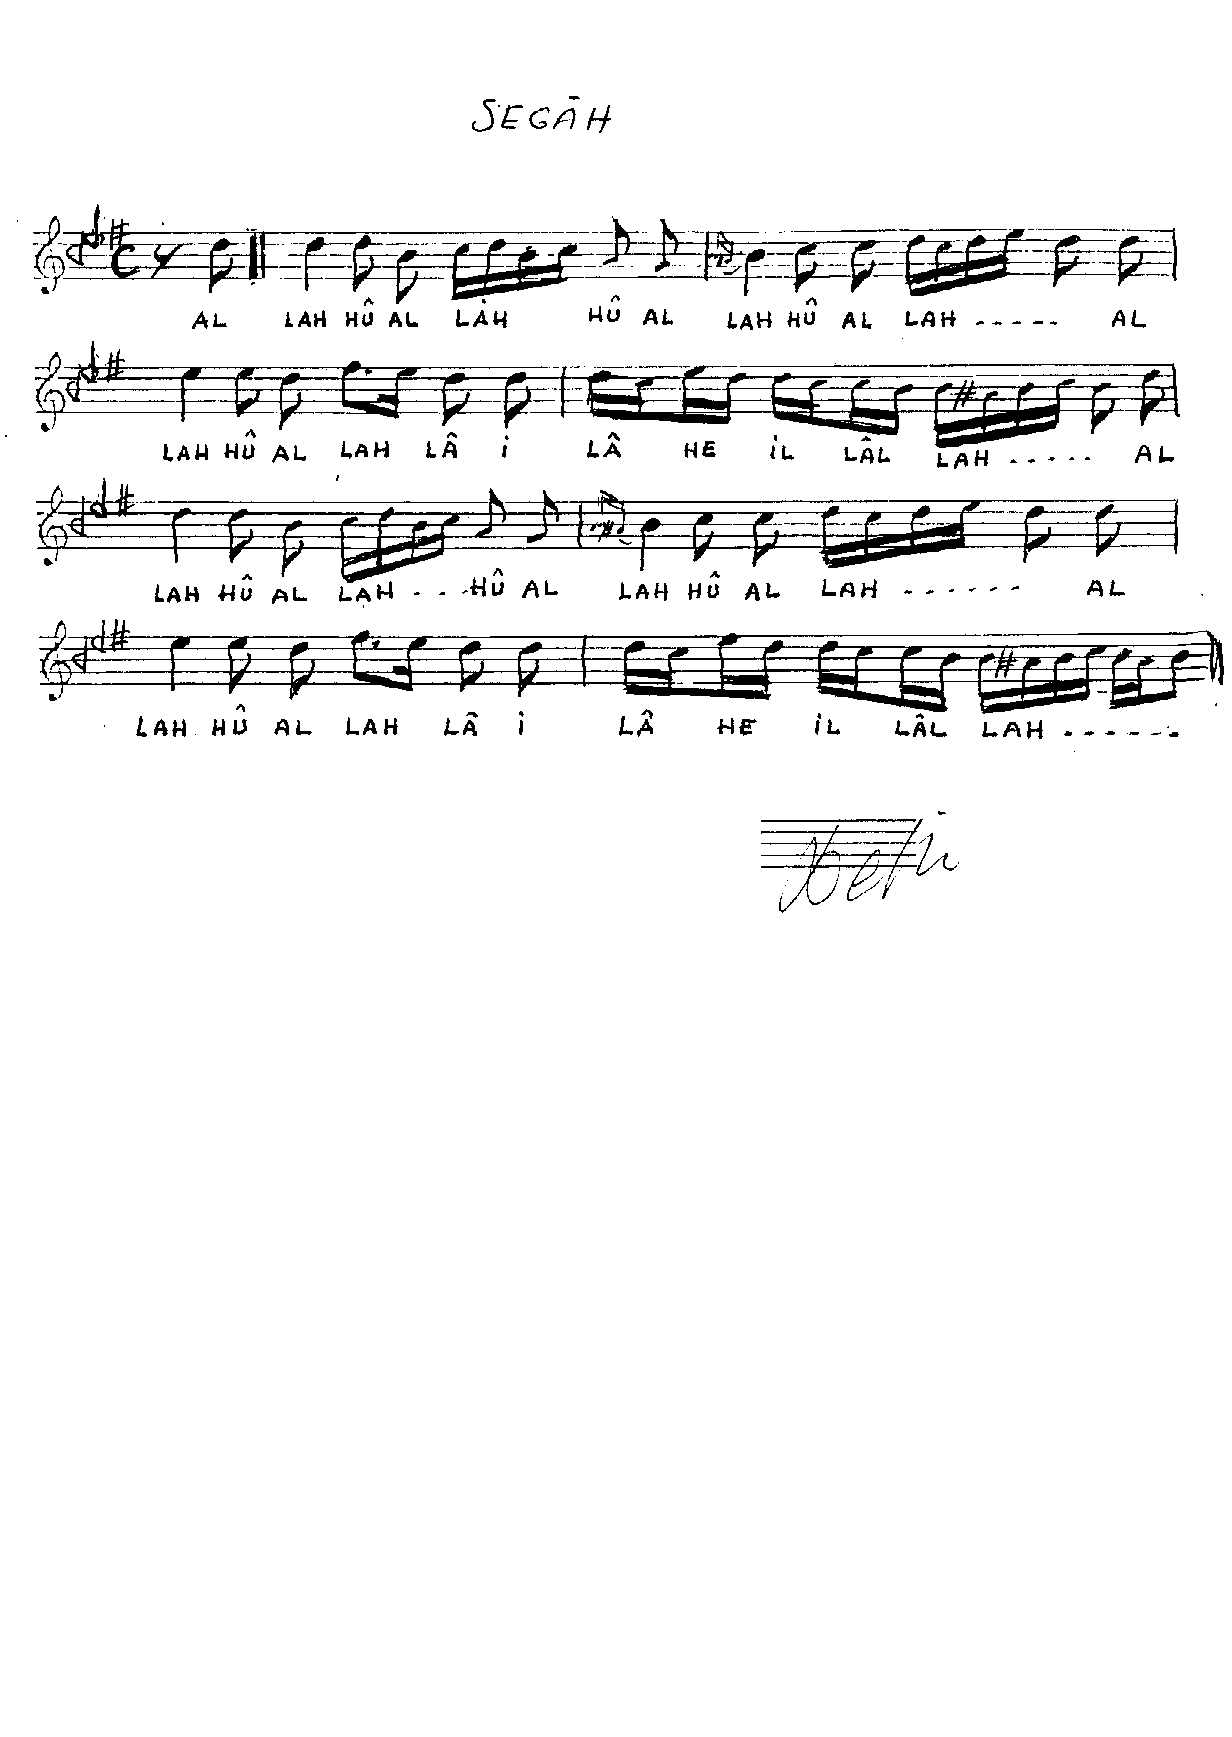 SEGÂH
AL LAH HÛ AL LAH HÛ AL LAH HÛ AL LAH ----- AL
LAH HÛ AL LAH LÂ İ LÂ HE İL LÂL LAH ----- AL
LAH HÛ AL LAH --- HÛ AL LAH HÛ AL LAH ------ AL
LAH HÛ AL LAH LÂ İ LÂ HE İL LÂL LAH ------